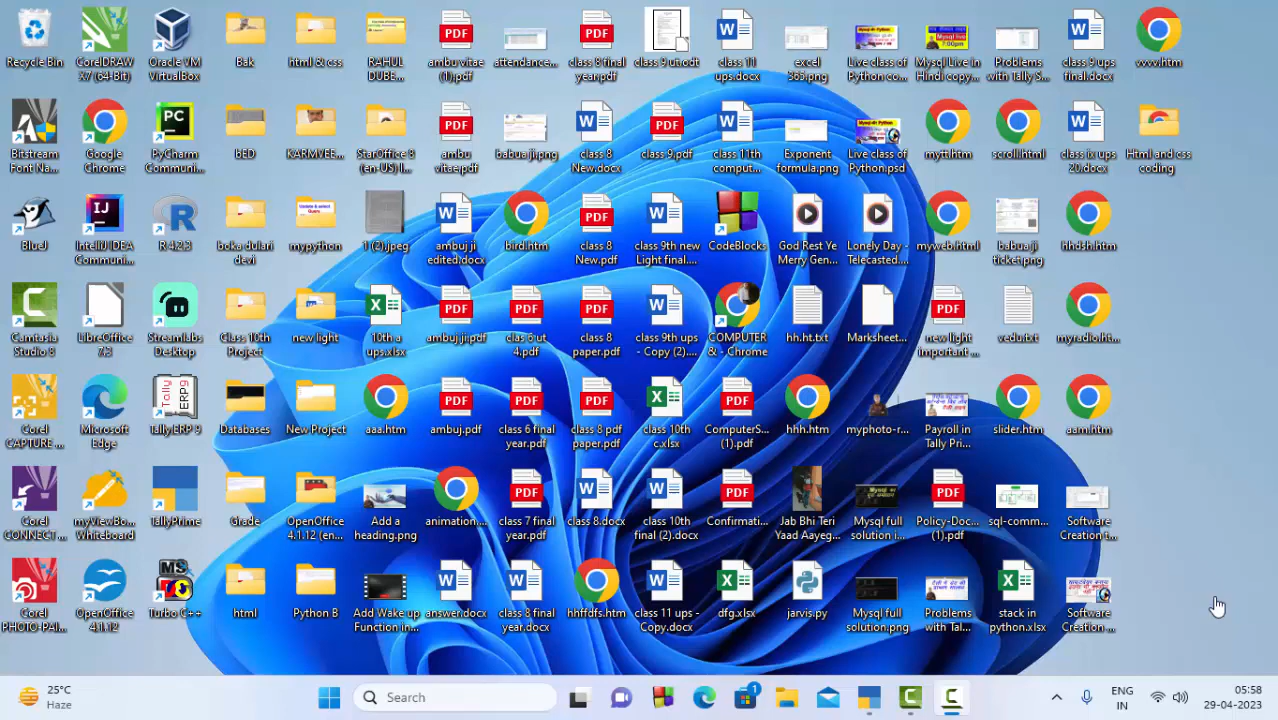 Recycle Bin
CorelDRAW
Oracle VM
VirtualBox
Bak
html & css
RAHUL
DUBE...
ambu vitae
(1).pdf
attendance...
class 8 final
year.pdf
class 9 ut.odt
class 11
ups.docx
excel
365.png
Live class of
Python co...
Mysql Live in
Hindi copy...
Problems
with Tally S...
class 9 ups
final.docx
vvvv.htm
Bitstream
Font Na...
Google
Chrome
PyCharm
Communi...
bED
KARMVEE...
StarOffice 8
(en-US) I...
ambu
vitae.pdf
babua ji.png
class 8
New.docx
class 9.pdf
class 11th
comput...
Exponent
formula.png
Live class of
Python.psd
mytt.htm
scroll.html
class ix ups
20.docx
Html and css
coding
BlueJ
IntelliJ IDEA
Communi...
R 4.2.3
boka dulari
devi
mypython
1 (2).jpeg
ambuj ji
edited.docx
bird.htm
class 8
New.pdf
class 9th new
Light final....
CodeBlocks
God Rest Ye
Merry Gen...
Lonely Day -
Telecasted....
myweb.html
babua ji
ticket.png
hhdsh.htm
Camtasia
Studio 8
LibreOffice
7.3
Streamlabs
Desktop
Class 10th
Project
new light
10th a
ups.xlsx
ambuj.jii.pdf
clas 6 ut
4.pdf
class 8
paper.pdf
class 9th ups
- Copy (2)....
COMPUTER
& - Chrome
hh.ht.txt
Marksheet...
new light
important ...
vedu.txt
myradio.ht...
Corel
CAPTURE ...
Microsoft
Edge
Tally.ERP 9
Databases
New Project
aaa.htm
ambuj.pdf
class 6 final
year.pdf
class 8 pdf
paper.pdf
class 10th
c.xlsx
ComputerS...
(1).pdf
hhh.htm
myphoto-r...
Payroll in
Tally Pri...
slider.htm
aam.htm
Corel
CONNECT ...
myViewBo...
Whiteboard
TallyPrime
Grade
OpenOffice
4.1.12 (en...
Add a
heading.png
animation....
class 7 final
year.pdf
class 8.docx
class 10th
final (2).docx
Confirmati...
Jab Bhi Teri
Yaad Aayeg...
Mysql full
solution i...
Policy-Doc...
(1).pdf
sql-comm...
Software
Creation t...
Corel
PHOTO-PAI...
OpenOffice
4.1.12
Turbo C++
html
Python B
Add Wake up
Function in...
answer.docx
class 8 final
year.docx
hhffdfs.htm
class 11 ups -
Copy.docx
dfg.xlsx
jarvis.py
Mysql full
solution.png
Problems
with Tal...
stack in
python.xlsx
Software
Creation ...
25°C
Haze
Search
ENG
IN
05:58
29-04-2023